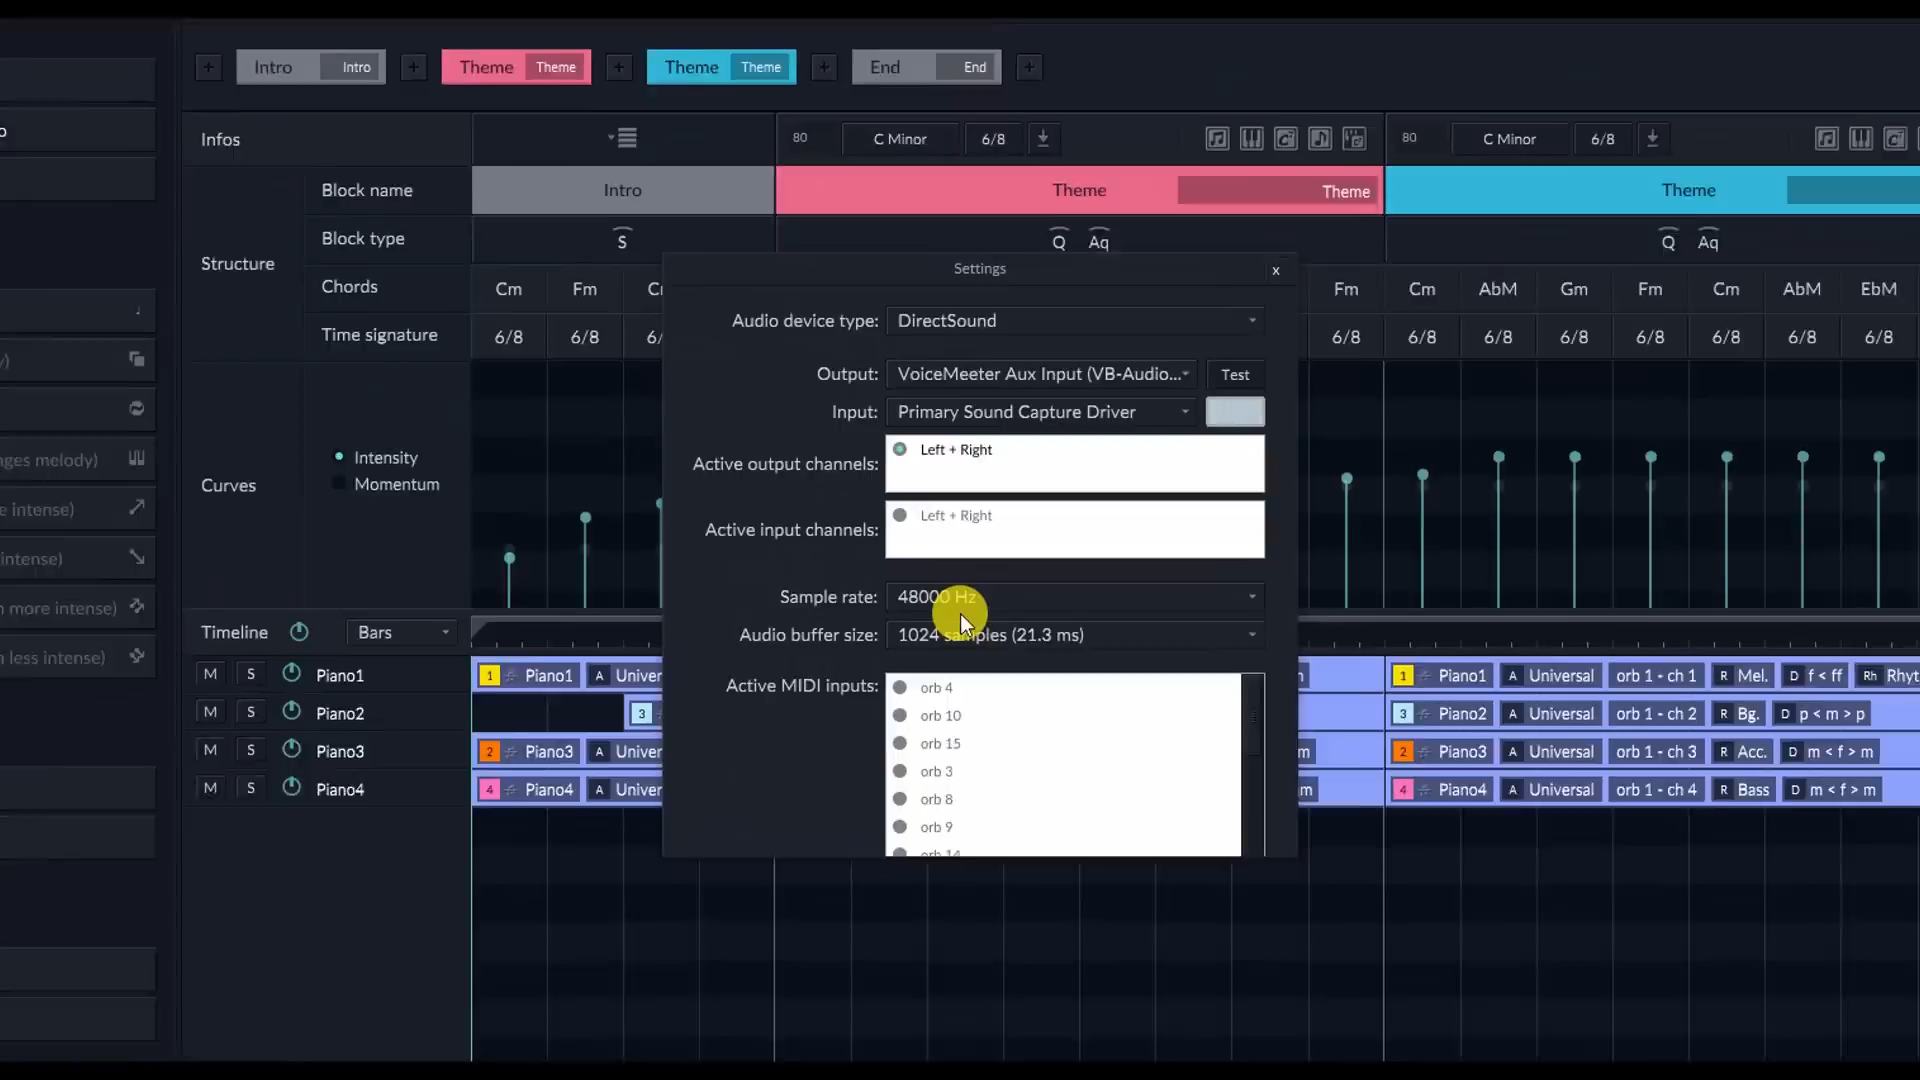 + Intro Intro + Theme Theme + Theme Theme + End End +
Infos 80 C Minor 6/8 80 C Minor 6/8
Block name Intro Theme Theme Theme
Block type S Q Aq Q Aq
Structure
Chords Cm Fm Fm Cm AbM Gm Fm Cm AbM EbM
Time signature 6/8 6/8 6/8 6/8 6/8 6/8 6/8 6/8 6/8 6/8
Settings x
Audio device type: DirectSound
Output: VoiceMeeter Aux Input (VB-Audio... Test
Input: Primary Sound Capture Driver
Active output channels: Left + Right
Active input channels: Left + Right
Sample rate: 48000 Hz
Audio buffer size: 1024 samples (21.3 ms)
Active MIDI inputs: orb 4
orb 10
orb 15
orb 3
orb 8
orb 9
orb 14
Curves
Intensity
Momentum
nges melody)
e intense)
intense)
n more intense)
n less intense)
Timeline Bars
M S Piano1 1 Piano1 A Univer 1 Piano1 A Universal orb 1 - ch 1 R Mel. D f < ff Rh Rhyt
M S Piano2 3 3 Piano2 A Universal orb 1 - ch 2 R Bg. D p < m > p
M S Piano3 2 Piano3 A Univer m 2 Piano3 A Universal orb 1 - ch 3 R Acc. D m < f > m
M S Piano4 4 Piano4 A Univer m 4 Piano4 A Universal orb 1 - ch 4 R Bass D m < f > m